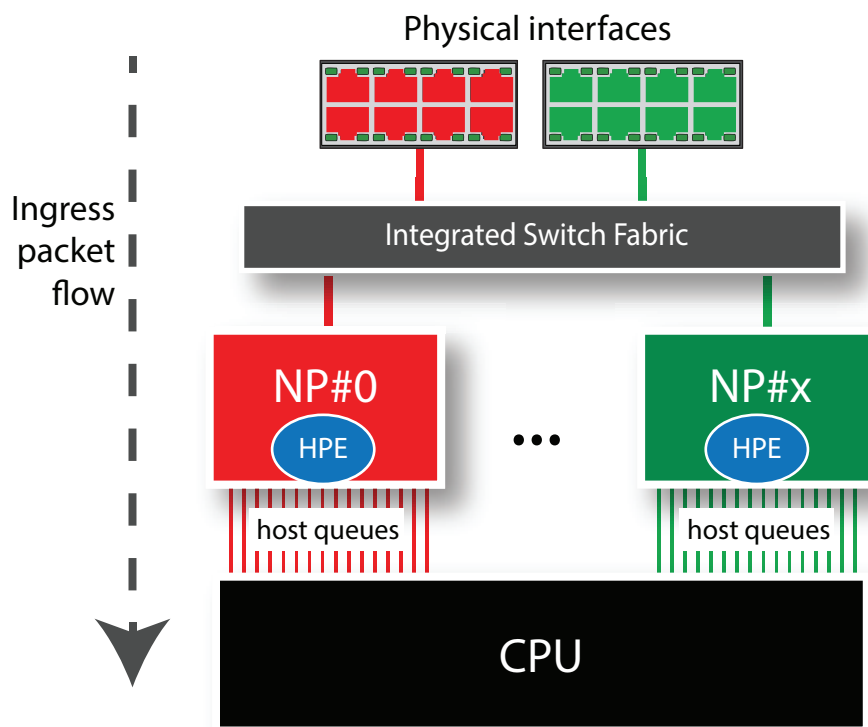 Physical interfaces
Ingress
packet
flow
Integrated Switch Fabric
NP#0
HPE
...
NP#x
HPE
host queues
host queues
CPU